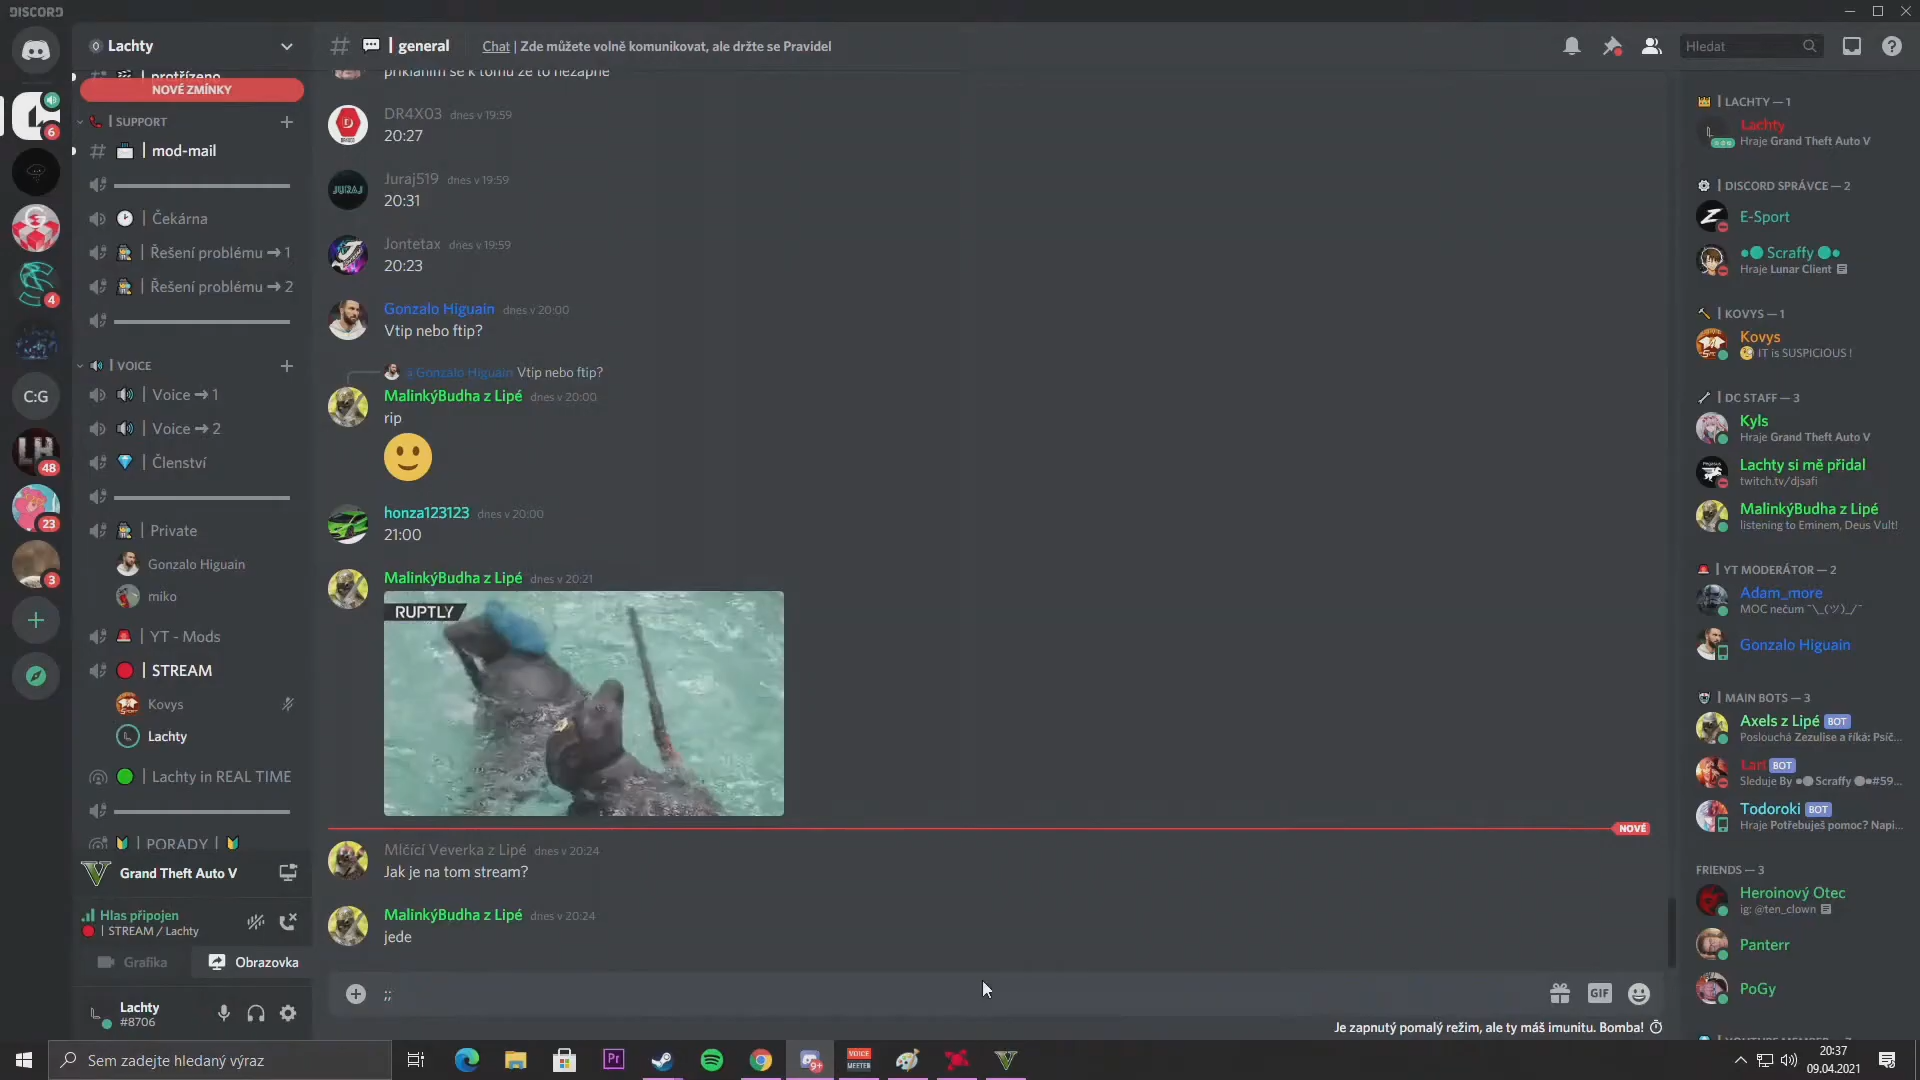 DISCORD
Lachty
general
Chat | Zde můžete volně komunikovat, ale držte se Pravidel
Hledat
protřízeno
NOVÉ ZMÍNKY
SUPPORT
mod-mail
Čekárna
Řešení problému ➞ 1
Řešení problému ➞ 2
VOICE
Voice ➞ 1
Voice ➞ 2
Členství
Private
Gonzalo Higuain
miko
YT - Mods
STREAM
Kovys
Lachty
Lachty in REAL TIME
PORADY
Grand Theft Auto V
Hlas připojen
STREAM / Lachty
Grafika
Obrazovka
Lachty
#8706
6
4
C:G
48
23
3
přikláním se k tomu že to nezapne
DR4X03 dnes v 19:59
20:27
JURAJ
Juraj519 dnes v 19:59
20:31
Jontetax dnes v 19:59
20:23
Gonzalo Higuain dnes v 20:00
Vtip nebo ftip?
Gonzalo Higuain Vtip nebo ftip?
MalinkýBudha z Lipé dnes v 20:00
rip
honza123123 dnes v 20:00
21:00
MalinkýBudha z Lipé dnes v 20:21
RUPTLY
NOVÉ
Mlčící Veverka z Lipé dnes v 20:24
Jak je na tom stream?
MalinkýBudha z Lipé dnes v 20:24
jede
;;
GIF
Je zapnutý pomalý režim, ale ty máš imunitu. Bomba!
LACHTY — 1
Lachty
Hraje Grand Theft Auto V
DISCORD SPRÁVCE — 2
E-Sport
Scraffy
Hraje Lunar Client
KOVYS — 1
Kovys
IT is SUSPICIOUS !
DC STAFF — 3
Kyls
Hraje Grand Theft Auto V
Lachty si mě přidal
twitch.tv/djsafi
MalinkýBudha z Lipé
listening to Eminem, Deus Vult!
YT MODERÁTOR — 2
Adam_more
MOC nečum ¯\_(ツ)_/¯
Gonzalo Higuain
MAIN BOTS — 3
Axels z Lipé BOT
Poslouchá Zezulise a říká: Psíč...
Lari BOT
Sleduje By ●⬤Scraffy ⬤●#59...
Todoroki BOT
Hraje Potřebuješ pomoc? Napi...
FRIENDS — 3
Heroinový Otec
ig: @ten_clown
Panterr
PoGy
Sem zadejte hledaný výraz
Pr
9+
VOICE
MEETER
20:37
09.04.2021